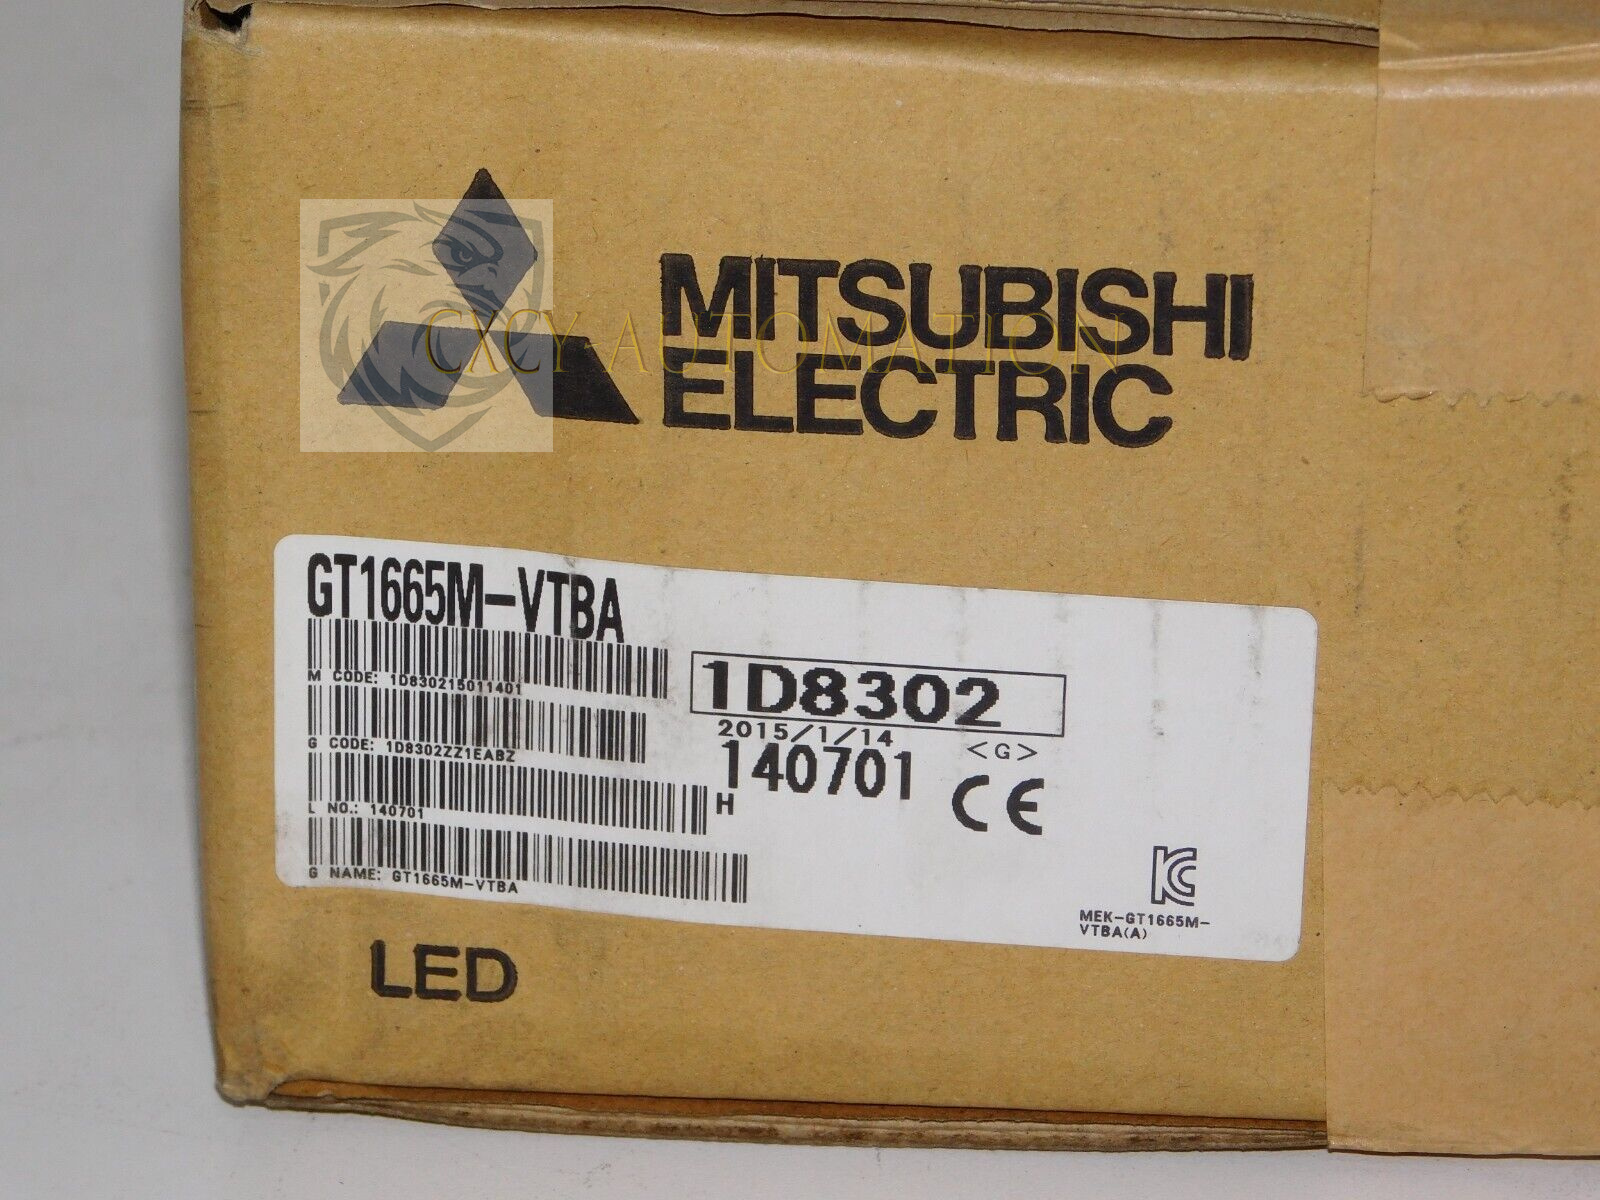 MITSUBISHI
ELECTRIC
CXCY AUTOMATION
GT1665M-VTBA
M CODE: 1D830215011401
G CODE: 1D8302ZZ1EABZ
L NO.: 140701
G NAME: GT1665M-VTBA
1D8302
2015/1/14
<G>
140701
H
CE
KC
MEK-GT1665M-
VTBA(A)
LED